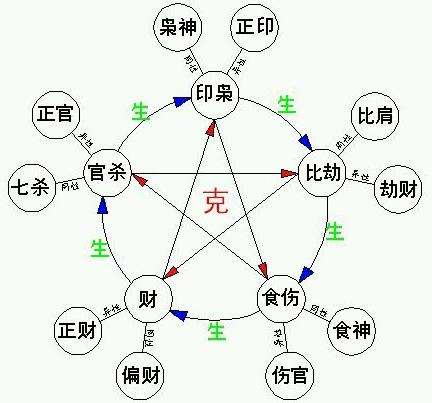 枭神
正印
同性
异性
印枭
生
生
正官
异性
比肩
同性
七杀
同性
官杀
比劫
异性
劫财
克
生
生
财
食伤
生
正财
异性
同性
偏财
异性
伤官
同性
食神